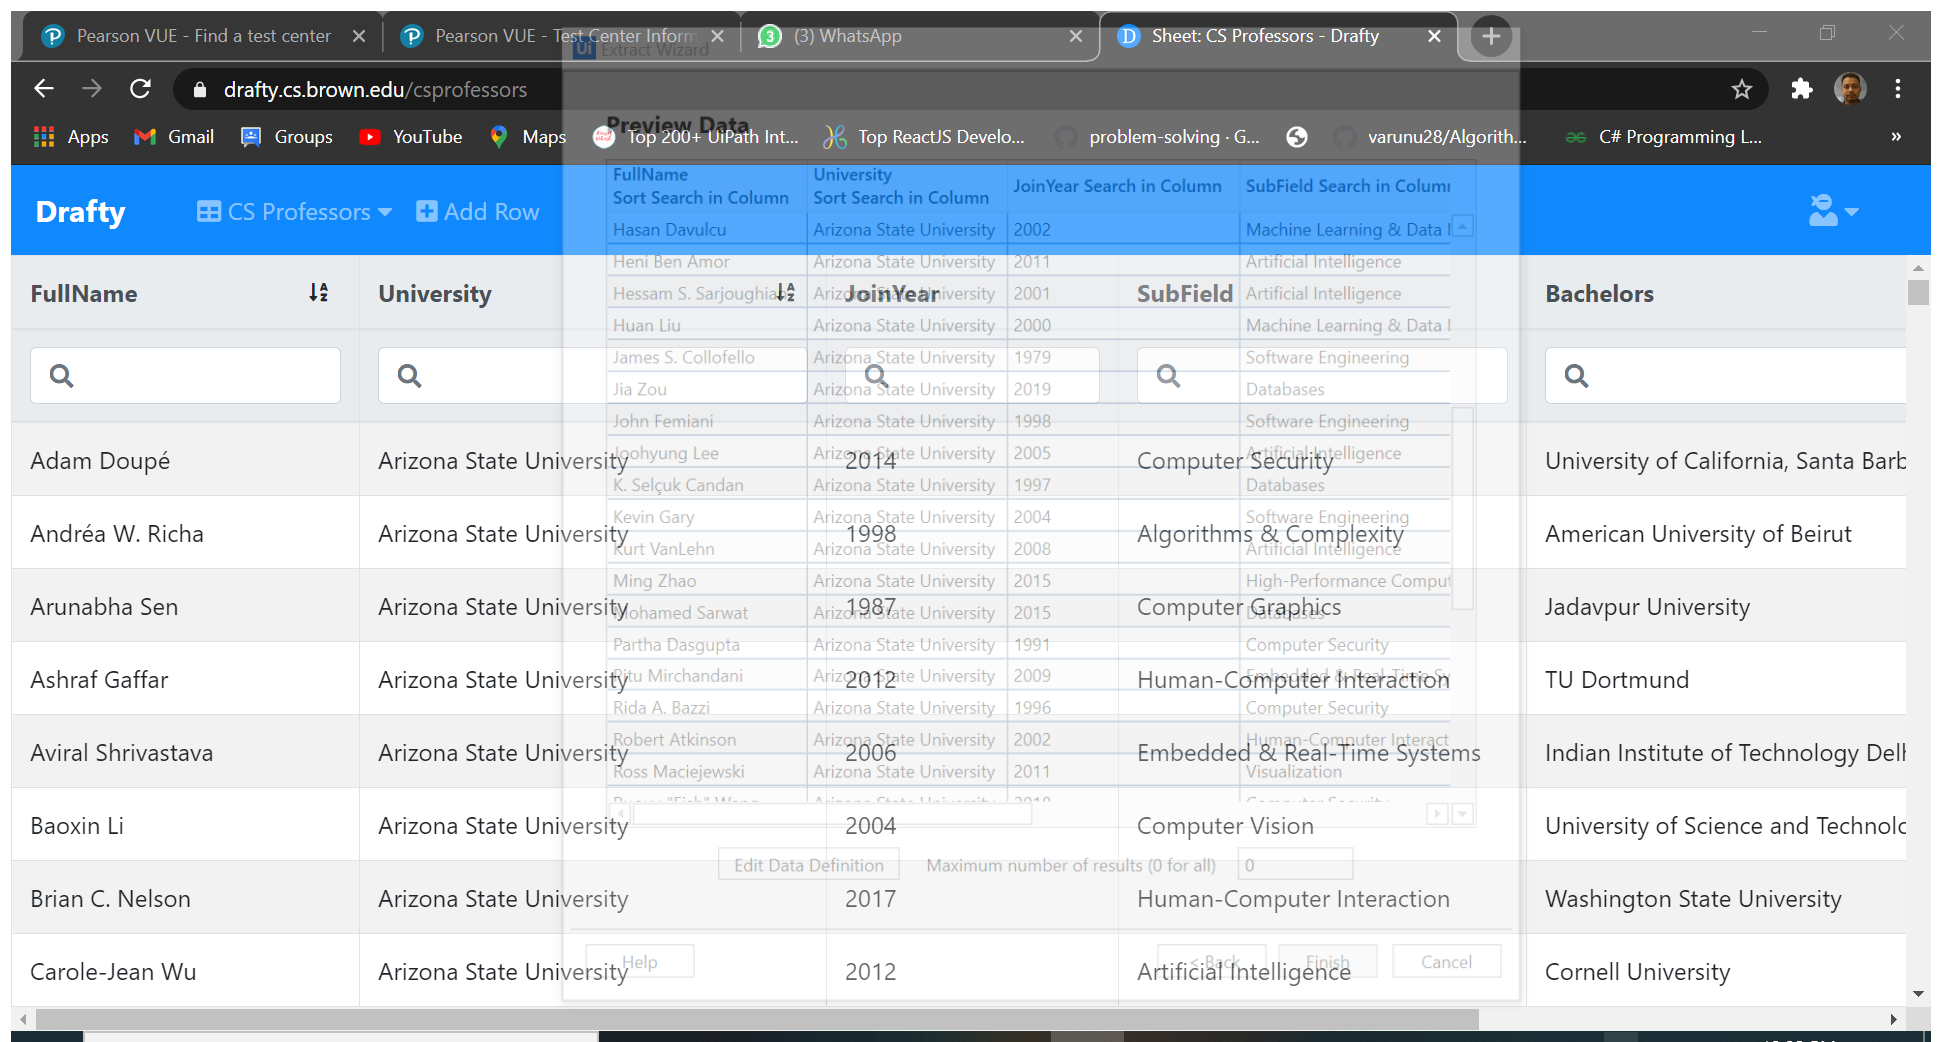 Pearson VUE - Find a test center
Pearson VUE - Test Center Inform
3 (3) WhatsApp
D Sheet: CS Professors - Drafty
Ui Extract Wizard
drafty.cs.brown.edu/csprofessors
Apps Gmail Groups YouTube Maps Top 200+ UiPath Int... Top ReactJS Develo... problem-solving · G... varunu28/Algorith... C# Programming L... »
Preview Data
Drafty CS Professors Add Row
FullName University JoinYear SubField Bachelors
Adam Doupé Arizona State University 2014 Computer Security University of California, Santa Barb
Andréa W. Richa Arizona State University 1998 Algorithms & Complexity American University of Beirut
Arunabha Sen Arizona State University 1987 Computer Graphics Jadavpur University
Ashraf Gaffar Arizona State University 2012 Human-Computer Interaction TU Dortmund
Aviral Shrivastava Arizona State University 2006 Embedded & Real-Time Systems Indian Institute of Technology Delh
Baoxin Li Arizona State University 2004 Computer Vision University of Science and Technolo
Brian C. Nelson Arizona State University 2017 Human-Computer Interaction Washington State University
Carole-Jean Wu Arizona State University 2012 Artificial Intelligence Cornell University
FullName University
Sort Search in Column Sort Search in Column JoinYear Search in Column SubField Search in Column
Hasan Davulcu Arizona State University 2002 Machine Learning & Data
Heni Ben Amor Arizona State University 2011 Artificial Intelligence
Hessam S. Sarjoughian Arizona State University 2001 Artificial Intelligence
Huan Liu Arizona State University 2000 Machine Learning & Data
James S. Collofello Arizona State University 1979 Software Engineering
Jia Zou Arizona State University 2019 Databases
John Femiani Arizona State University 1998 Software Engineering
Joohyung Lee Arizona State University 2005 Artificial Intelligence
K. Selçuk Candan Arizona State University 1997 Databases
Kevin Gary Arizona State University 2004 Software Engineering
Kurt VanLehn Arizona State University 2008 Artificial Intelligence
Ming Zhao Arizona State University 2015 High-Performance Comput
Mohamed Sarwat Arizona State University 2015 Databases
Partha Dasgupta Arizona State University 1991 Computer Security
Pitu Mirchandani Arizona State University 2009 Embedded & Real-Time Sy
Rida A. Bazzi Arizona State University 1996 Computer Security
Robert Atkinson Arizona State University 2002 Human-Computer Interact
Ross Maciejewski Arizona State University 2011 Visualization
Edit Data Definition Maximum number of results (0 for all) 0
Help < Back Finish Cancel